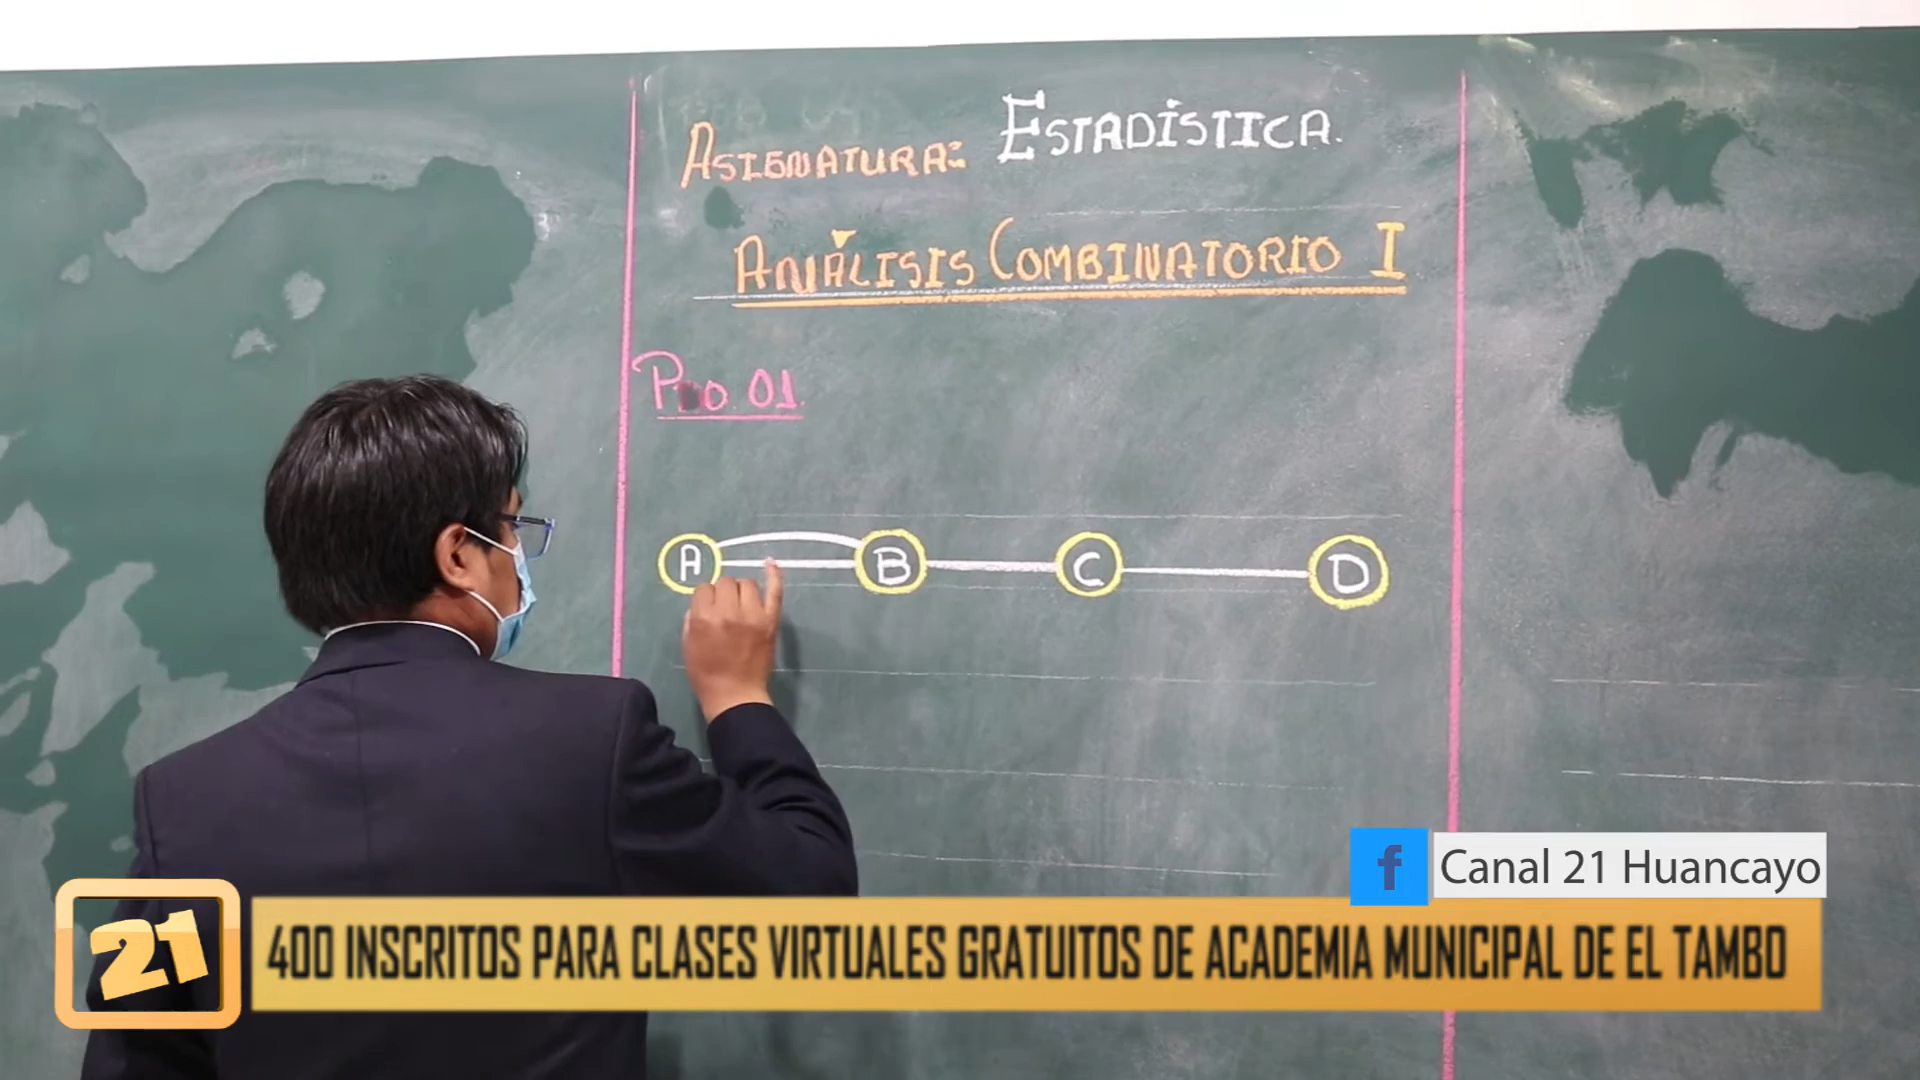 ASIGNATURA: ESTADÍSTICA.
ANÁLISIS COMBINATORIO I
01.
A B C D
f Canal 21 Huancayo
21
400 INSCRITOS PARA CLASES VIRTUALES GRATUITOS DE ACADEMIA MUNICIPAL DE EL TAMBO